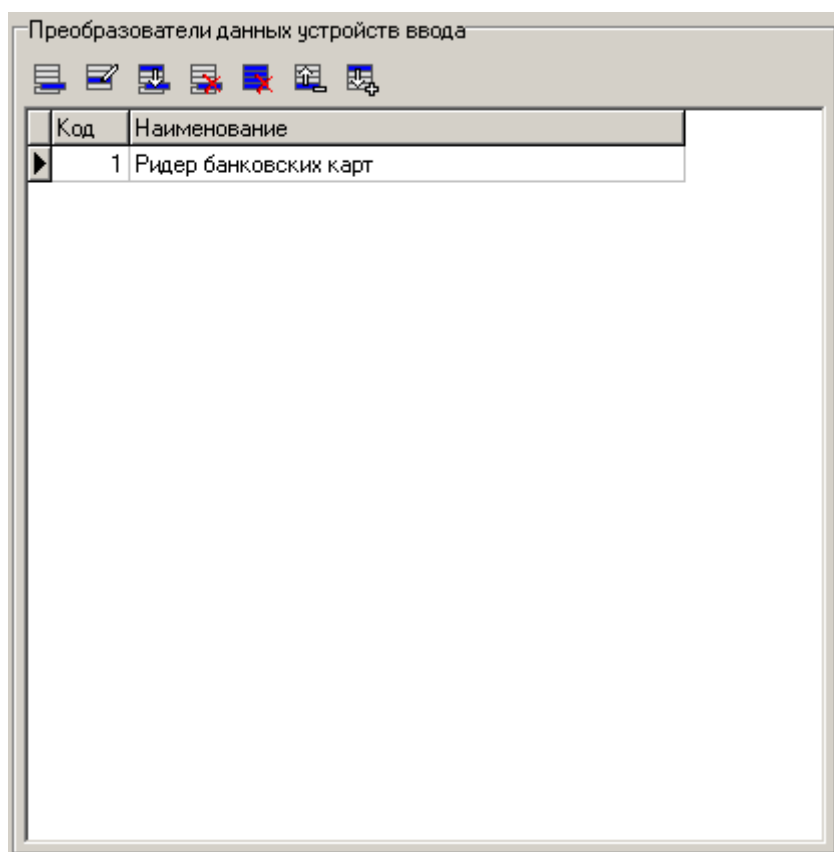 Преобразователи данных устройств ввода
Код Наименование
1 Ридер банковских карт